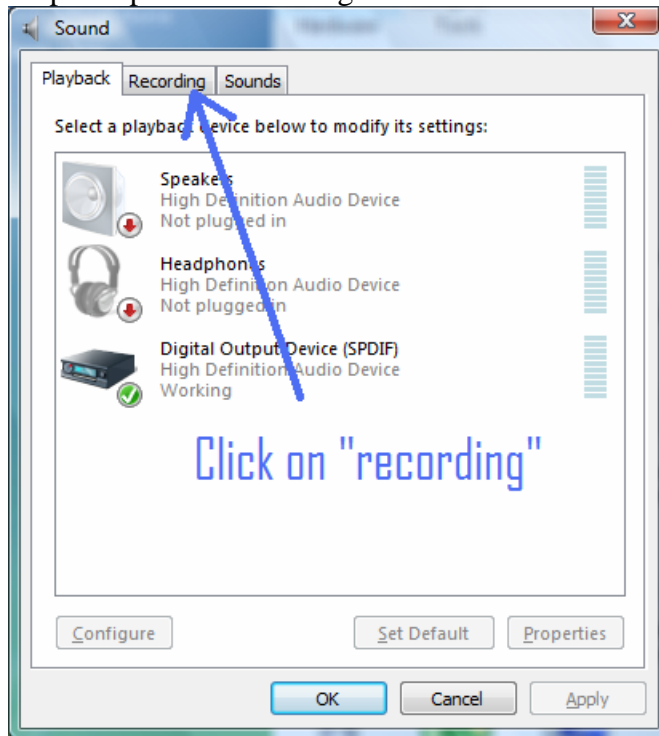 Sound
Playback Recording Sounds
Select a playback device below to modify its settings:
Speakers
High Definition Audio Device
Not plugged in
Headphones
High Definition Audio Device
Not plugged in
Digital Output Device (SPDIF)
High Definition Audio Device
Working
Click on "recording"
Configure Set Default Properties
OK Cancel Apply